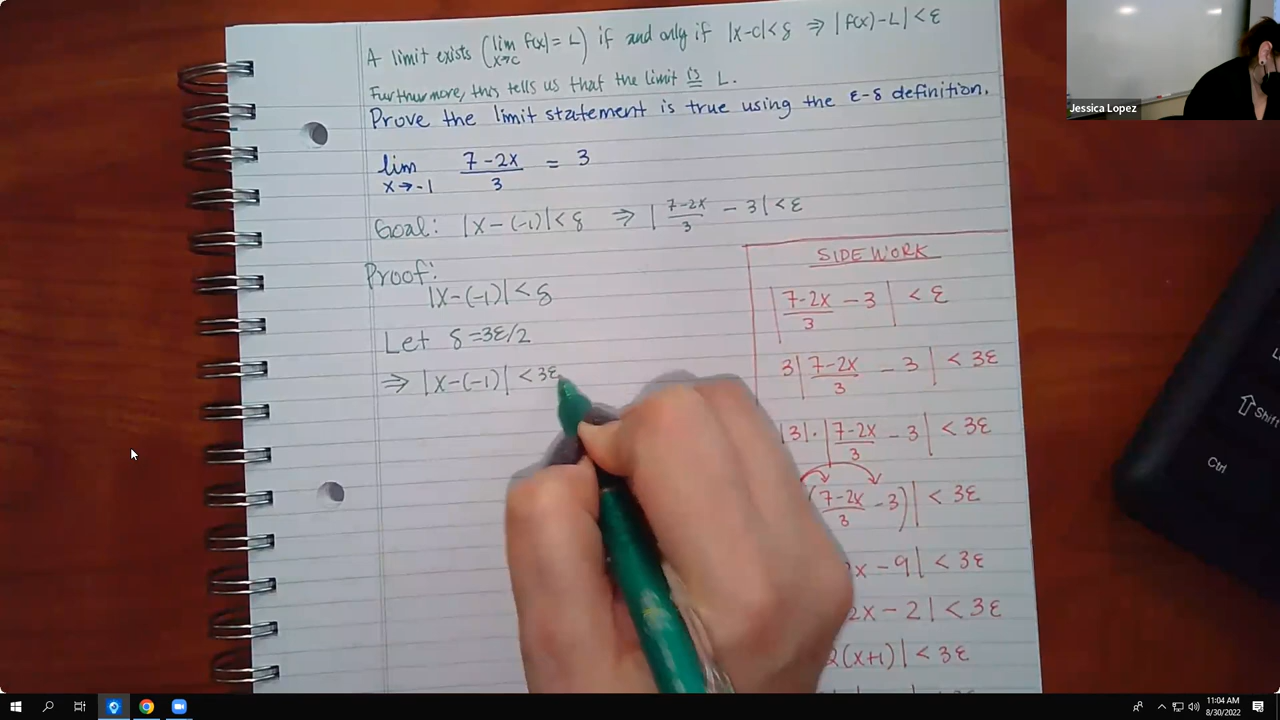 A limit exists (lim x→c f(x) = L) if and only if |x-c|<δ ⇒ |f(x)-L|<ε
Furthermore, this tells us that the limit is L.
Prove the limit statement is true using the ε-δ definition.
lim x→-1 7-2x/3 = 3
Goal: |x-(-1)|<δ ⇒ |7-2x/3 - 3|<ε
Proof:
|x-(-1)|<δ
Let δ=3ε/2
⇒ |x-(-1)| <3ε
SIDE WORK
|7-2x/3 - 3| < ε
3|7-2x/3 - 3| < 3ε
|3|·|7-2x/3 - 3| < 3ε
(7-2x/3 - 3)| < 3ε
x - 9| < 3ε
2x - 2| < 3ε
2(x+1)| < 3ε
Jessica Lopez
Shift
Ctrl
11:04 AM
8/30/2022